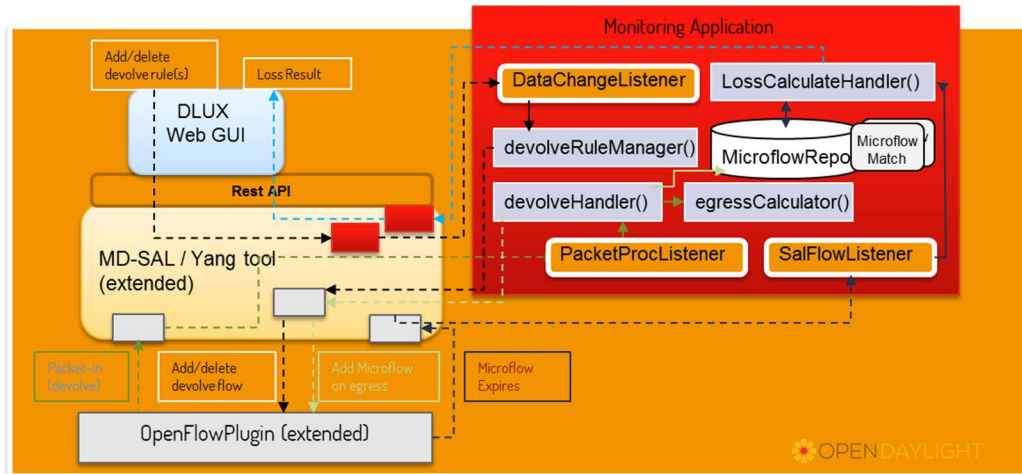 Monitoring Application
Add/delete
devolve rule(s)
Loss Result
DataChangeListener
LossCalculateHandler()
DLUX
Web GUI
devolveRuleManager()
MicroflowRepo
Microflow
Match
Rest API
devolveHandler()
egressCalculator()
MD-SAL / Yang tool
(extended)
PacketProcListener
SalFlowListener
Packet-in
(devolve)
Add/delete
devolve flow
Add Microflow
on egress
Microflow
Expires
OpenFlowPlugin (extended)
OPENDAYLIGHT